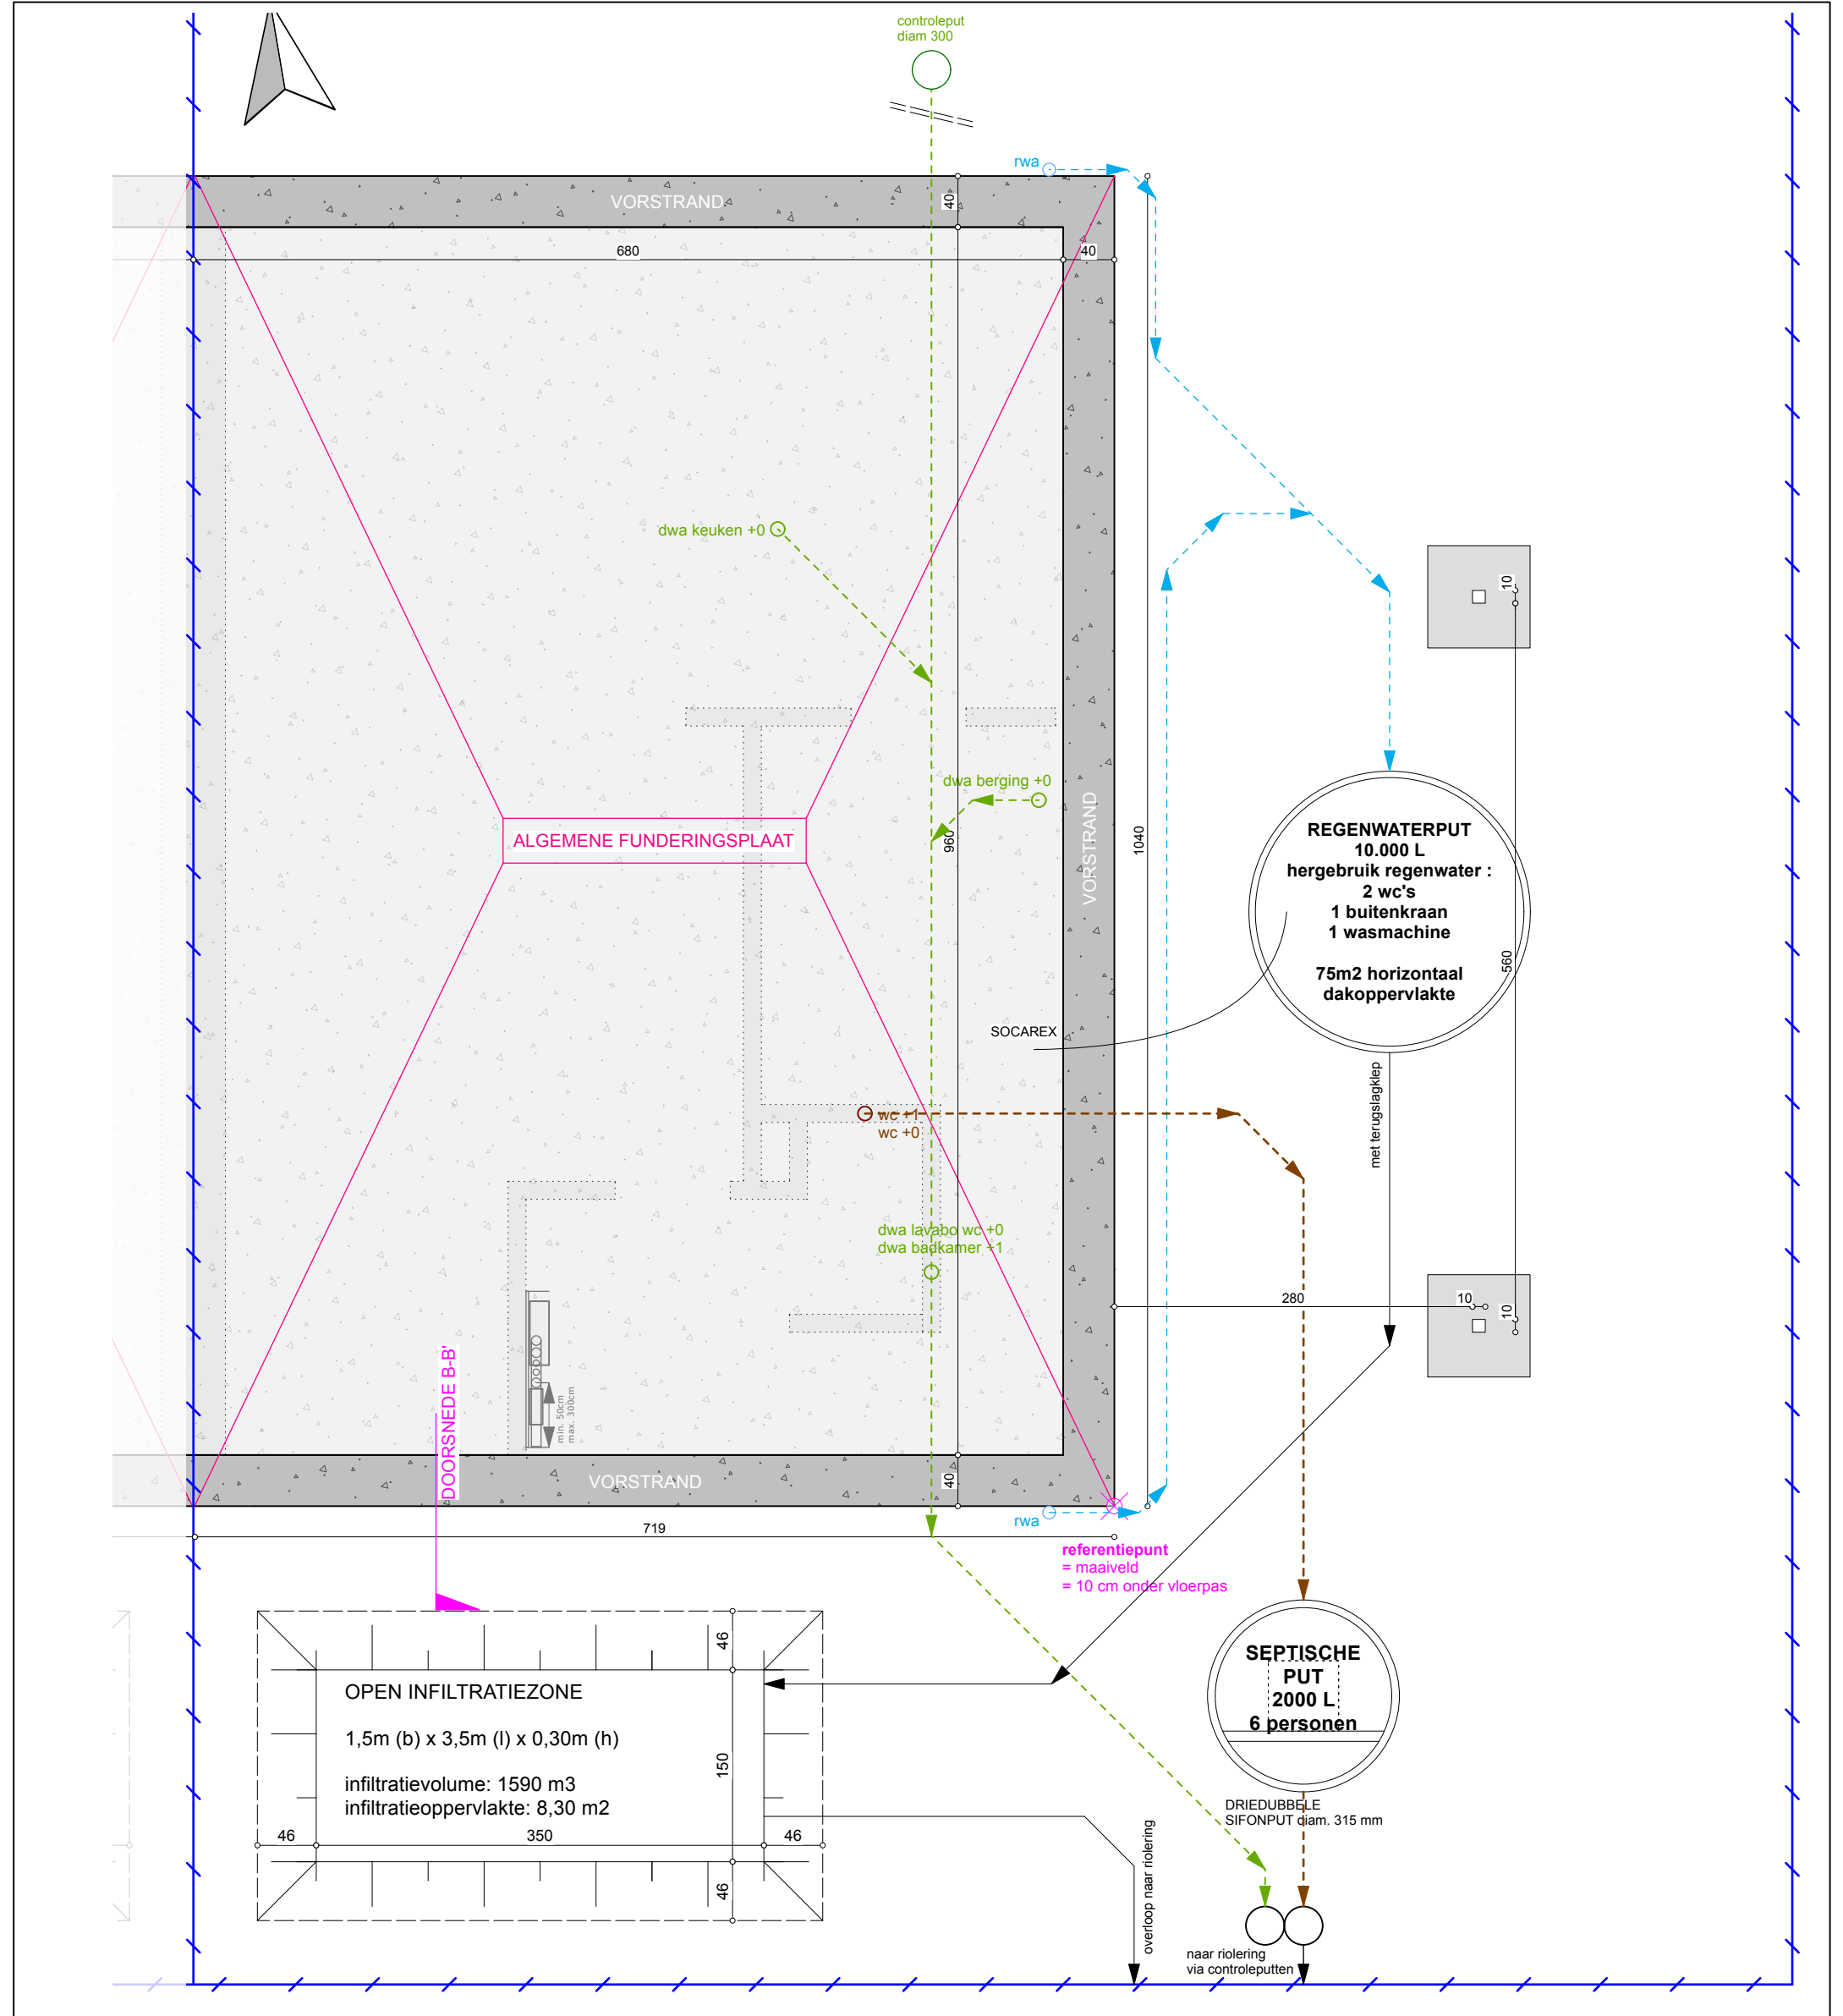 controleput
diam 300
rwa
VORSTRAND
40
680
40
dwa keuken +0
10
dwa berging +0
960
ALGEMENE FUNDERINGSPLAAT
VORSTRAND
1040
REGENWATERPUT
10.000 L
hergebruik regenwater :
2 wc's
1 buitenkraan
1 wasmachine
75m2 horizontaal
dakoppervlakte
560
SOCAREX
met terugslagklep
wc +1
wc +0
dwa lavabo wc +0
dwa badkamer +1
280
10
10
min. 50cm
max. 300cm
DOORSNEDE B-B'
VORSTRAND
40
rwa
719
referentiepunt
= maaiveld
= 10 cm onder vloerpas
46
OPEN INFILTRATIEZONE
1,5m (b) x 3,5m (l) x 0,30m (h)
infiltratievolume: 1590 m3
infiltratieoppervlakte: 8,30 m2
150
46
350
46
46
SEPTISCHE
PUT
2000 L
6 personen
DRIEDUBBELE
SIFONPUT diam. 315 mm
overloop naar riolering
naar riolering
via controleputten